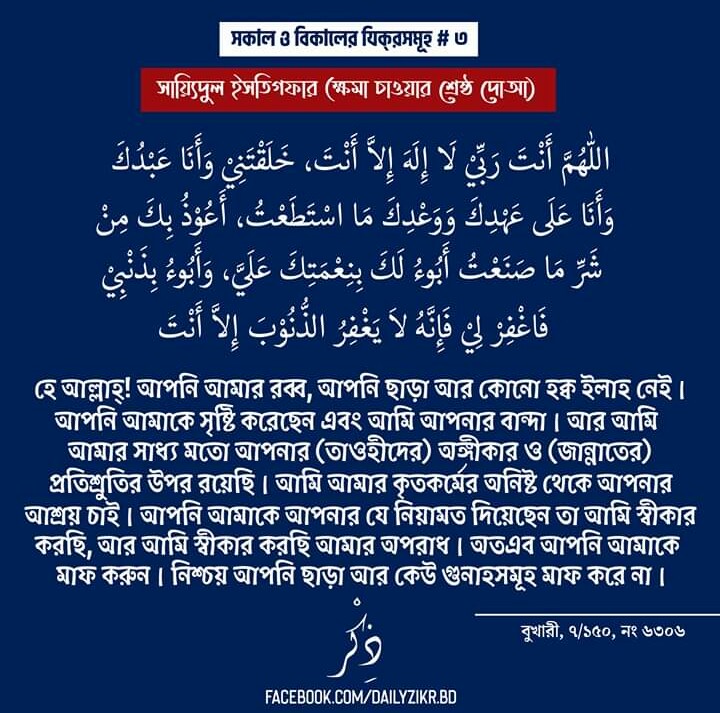 সকাল ও বিকালের যিক্‌রসমূহ # ৩
সায়্যিদুল ইসতিগফার (ক্ষমা চাওয়ার শ্রেষ্ঠ দো‘আ)
اللّٰهُمَّ أَنْتَ رَبِّيْ لَا إِلَهَ إِلاَّ أَنْتَ، خَلَقْتَنِيْ وَأَنَا عَبْدُكَ
وَأَنَا عَلَى عَهْدِكَ وَوَعْدِكَ مَا اسْتَطَعْتُ، أَعُوْذُ بِكَ مِنْ
شَرِّ مَا صَنَعْتُ أَبُوءُ لَكَ بِنِعْمَتِكَ عَلَيَّ، وَأَبُوءُ بِذَنْبِيْ
فَاغْفِرْ لِيْ فَإِنَّهُ لاَ يَغْفِرُ الذُّنُوْبَ إِلاَّ أَنْتَ
হে আল্লাহ্‌! আপনি আমার রব্ব, আপনি ছাড়া আর কোনো হক্ব ইলাহ নেই।
আপনি আমাকে সৃষ্টি করেছেন এবং আমি আপনার বান্দা। আর আমি
আমার সাধ্য মতো আপনার (তাওহীদের) অঙ্গীকার ও (জান্নাতের)
প্রতিশ্রুতির উপর রয়েছি। আমি আমার কৃতকর্মের অনিষ্ট থেকে আপনার
আশ্রয় চাই। আপনি আমাকে আপনার যে নিয়ামত দিয়েছেন তা আমি স্বীকার
করছি, আর আমি স্বীকার করছি আমার অপরাধ। অতএব আপনি আমাকে
মাফ করুন। নিশ্চয় আপনি ছাড়া আর কেউ গুনাহসমূহ মাফ করে না।
বুখারী, ৭/১৫০, নং ৬৩০৬
ذِكْرْ
FACEBOOK.COM/DAILYZIKR.BD